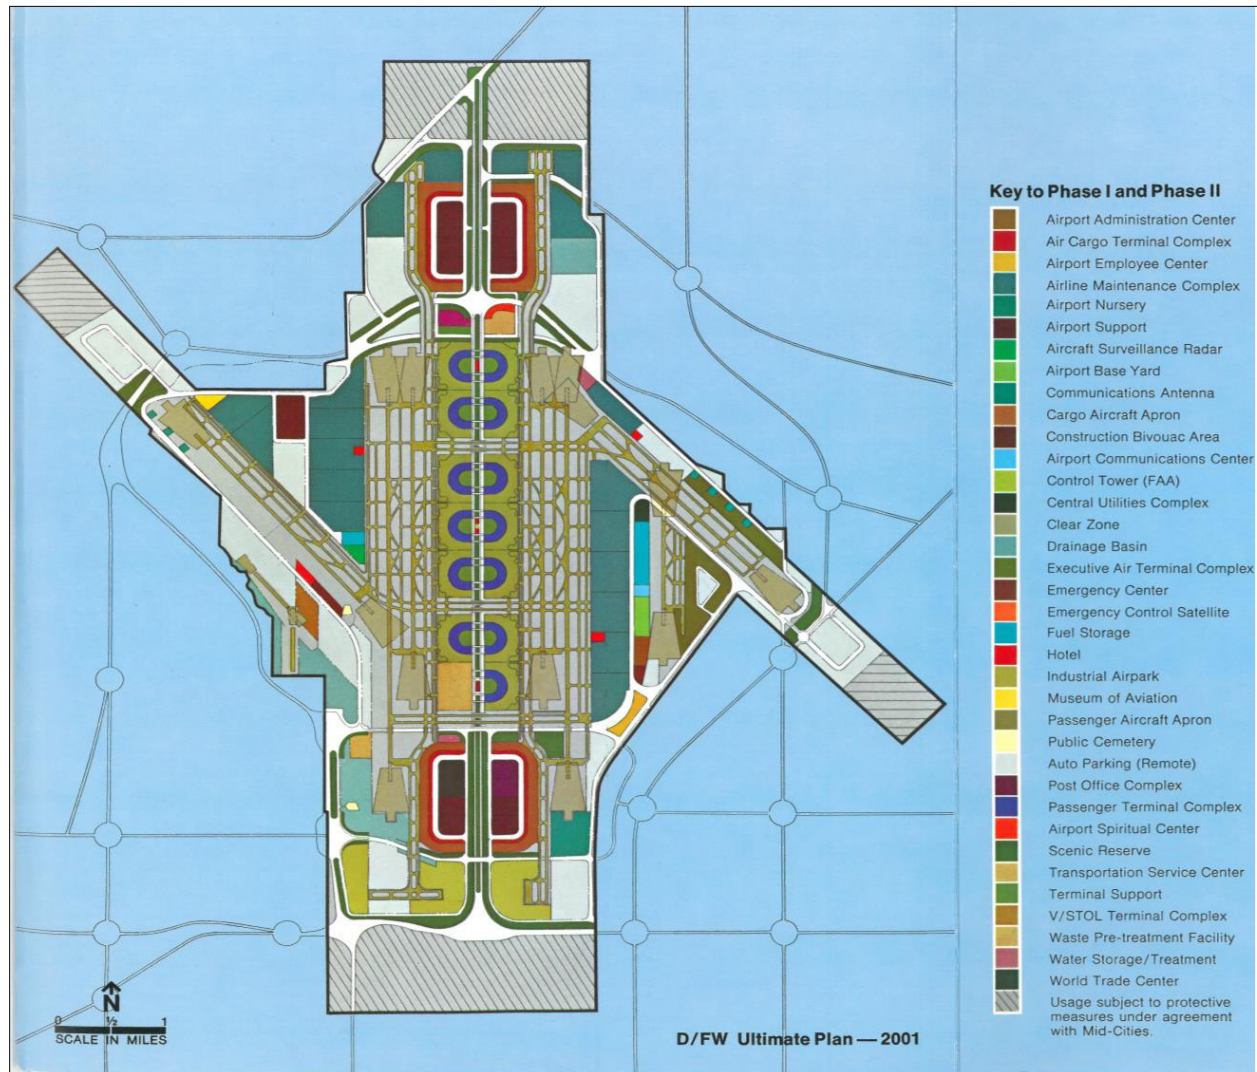 Key to Phase I and Phase II
Airport Administration Center
Air Cargo Terminal Complex
Airport Employee Center
Airline Maintenance Complex
Airport Nursery
Airport Support
Aircraft Surveillance Radar
Airport Base Yard
Communications Antenna
Cargo Aircraft Apron
Construction Bivouac Area
Airport Communications Center
Control Tower (FAA)
Central Utilities Complex
Clear Zone
Drainage Basin
Executive Air Terminal Complex
Emergency Center
Emergency Control Satellite
Fuel Storage
Hotel
Industrial Airpark
Museum of Aviation
Passenger Aircraft Apron
Public Cemetery
Auto Parking (Remote)
Post Office Complex
Passenger Terminal Complex
Airport Spiritual Center
Scenic Reserve
Transportation Service Center
Terminal Support
V/STOL Terminal Complex
Waste Pre-treatment Facility
Water Storage/Treatment
World Trade Center
Usage subject to protective
measures under agreement
with Mid-Cities.
N
0 ½ 1
SCALE IN MILES
D/FW Ultimate Plan — 2001